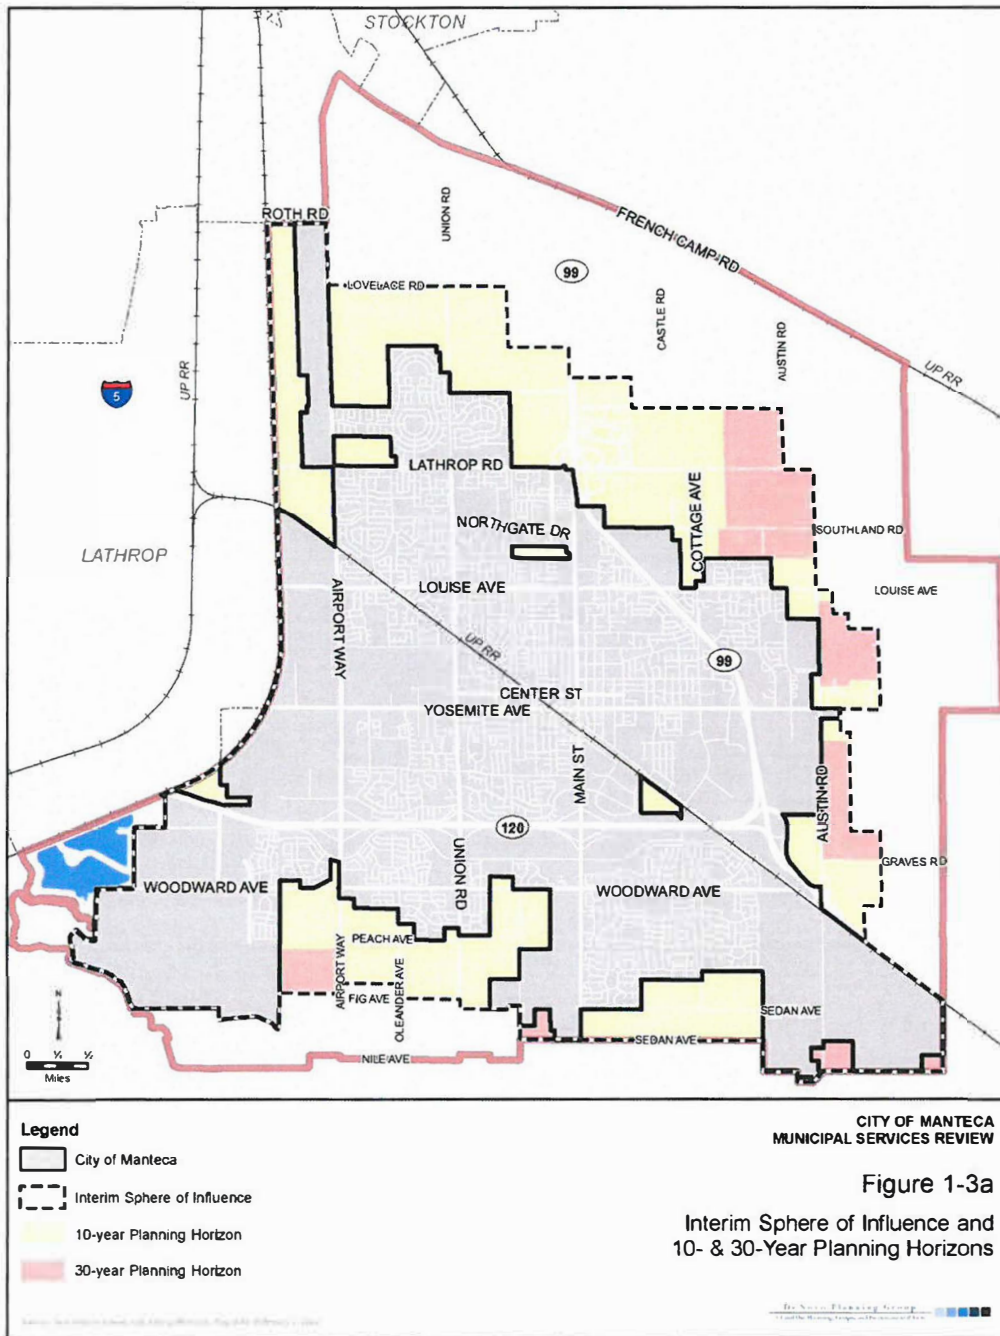 STOCKTON
ROTH RD
UNION RD
FRENCH CAMP RD
99
LOVELACE RD
CASTLE RD
AUSTIN RD
UP RR
UP RR
5
LATHROP RD
COTTAGE AVE
NORTHGATE DR
SOUTHLAND RD
LATHROP
LOUISE AVE
LOUISE AVE
AIRPORT WAY
UP RR
99
CENTER ST
YOSEMITE AVE
MAIN ST
AUSTIN RD
120
UNION RD
GRAVES RD
WOODWARD AVE
WOODWARD AVE
PEACH AVE
AIRPORT WAY
OLEANDER AVE
FIG AVE
SEDAN AVE
SEDAN AVE
NILE AVE
N
0 ¼ ½
Miles
Legend
City of Manteca
Interim Sphere of Influence
10-year Planning Horizon
30-year Planning Horizon
CITY OF MANTECA
MUNICIPAL SERVICES REVIEW
Figure 1-3a
Interim Sphere of Influence and
10- & 30-Year Planning Horizons
De Novo Planning Group